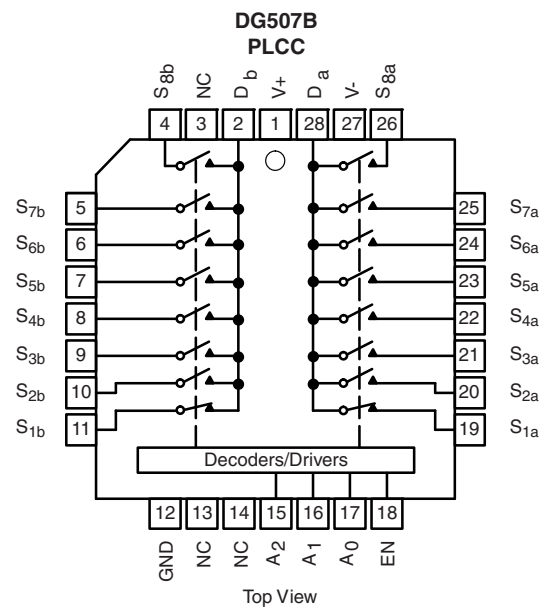 DG507B
PLCC
S8b NC Db V+ Da V- S8a
4 3 2 1 28 27 26
S7b 5 25 S7a
S6b 6 24 S6a
S5b 7 23 S5a
S4b 8 22 S4a
S3b 9 21 S3a
S2b 10 20 S2a
S1b 11 19 S1a
Decoders/Drivers
12 13 14 15 16 17 18
GND NC NC A2 A1 A0 EN
Top View